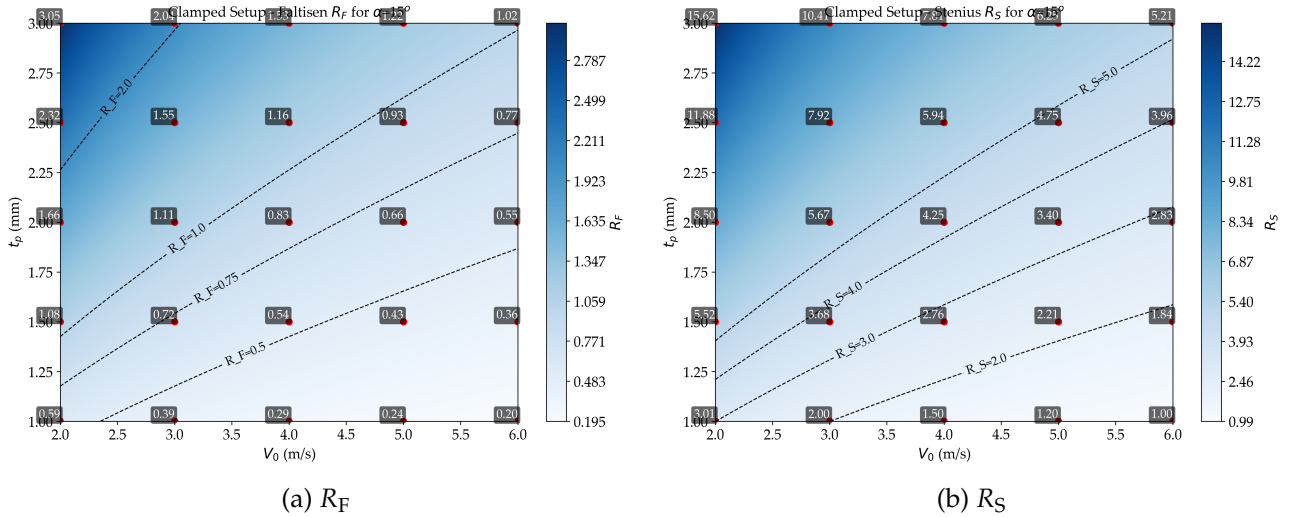 Clamped Setup - Faltisen R_F for α=15°
3.05 1.22 1.02
3.00
2.75
2.50
2.25
2.00
1.75
1.50
1.25
1.00
t_p (mm)
R_F=2.0
2.32 1.55 1.16 0.93 0.77
1.66 1.11 0.83 0.66 0.55
R_F=1.0
R_F=0.75
1.08 0.72 0.54 0.43 0.36
R_F=0.5
0.59 0.39 0.29 0.24 0.20
2.0 2.5 3.0 3.5 4.0 4.5 5.0 5.5 6.0
V_0 (m/s)
2.787
2.499
2.211
1.923
1.635
1.347
1.059
0.771
0.483
0.195
R_F
(a) R_F
Clamped Setup - Stenius R_S for α=15°
15.62 10.41 7.81 6.25 5.21
3.00
2.75
2.50
2.25
2.00
1.75
1.50
1.25
1.00
t_p (mm)
R_S=5.0
11.88 7.92 5.94 4.75 3.96
8.50 5.67 4.25 3.40 2.83
R_S=4.0
5.52 3.68 2.76 2.21 1.84
R_S=3.0
R_S=2.0
3.01 2.00 1.50 1.20 1.00
2.0 2.5 3.0 3.5 4.0 4.5 5.0 5.5 6.0
V_0 (m/s)
14.22
12.75
11.28
9.81
8.34
6.87
5.40
3.93
2.46
0.99
R_S
(b) R_S